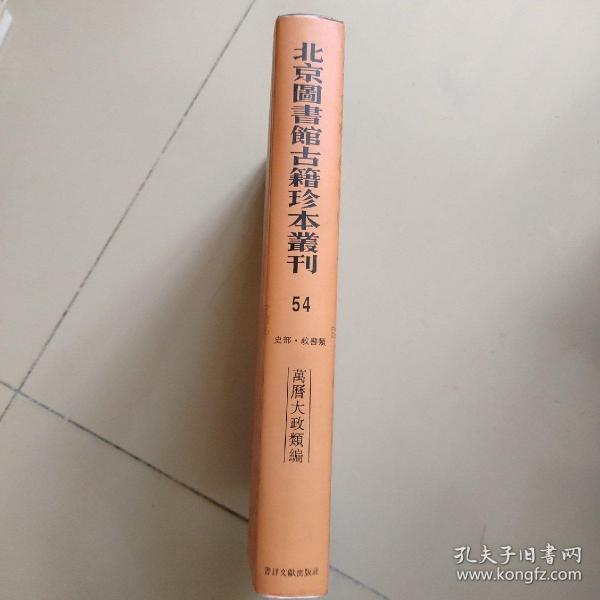 北京圖書館古籍珍本叢刊
54
史部·政書類
萬曆大政類編
書目文獻出版社
孔夫子旧书网
www.kongfz.com